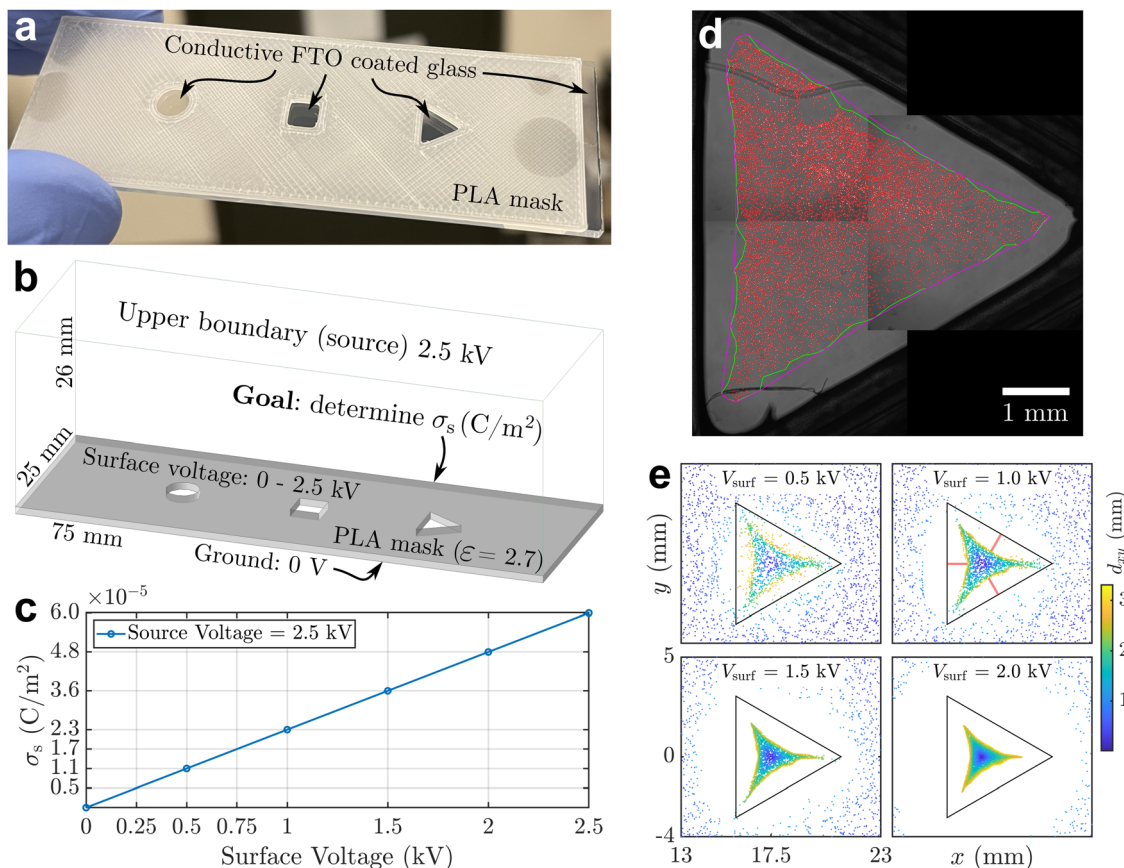 a
Conductive FTO coated glass
PLA mask
b
Upper boundary (source) 2.5 kV
26 mm
Goal: determine σs (C/m²)
25 mm
Surface voltage: 0 - 2.5 kV
75 mm
PLA mask (ε = 2.7)
Ground: 0 V
c
×10⁻⁵
6.0
4.8
3.6
2.3
1.7
1.1
0.5
σs (C/m²)
Source Voltage = 2.5 kV
0 0.25 0.5 0.75 1 1.5 2 2.5
Surface Voltage (kV)
d
1 mm
e
Vsurf = 0.5 kV
Vsurf = 1.0 kV
y (mm)
dxy (mm)
3
2
1
5
0
-4
Vsurf = 1.5 kV
Vsurf = 2.0 kV
13 17.5 23
x (mm)